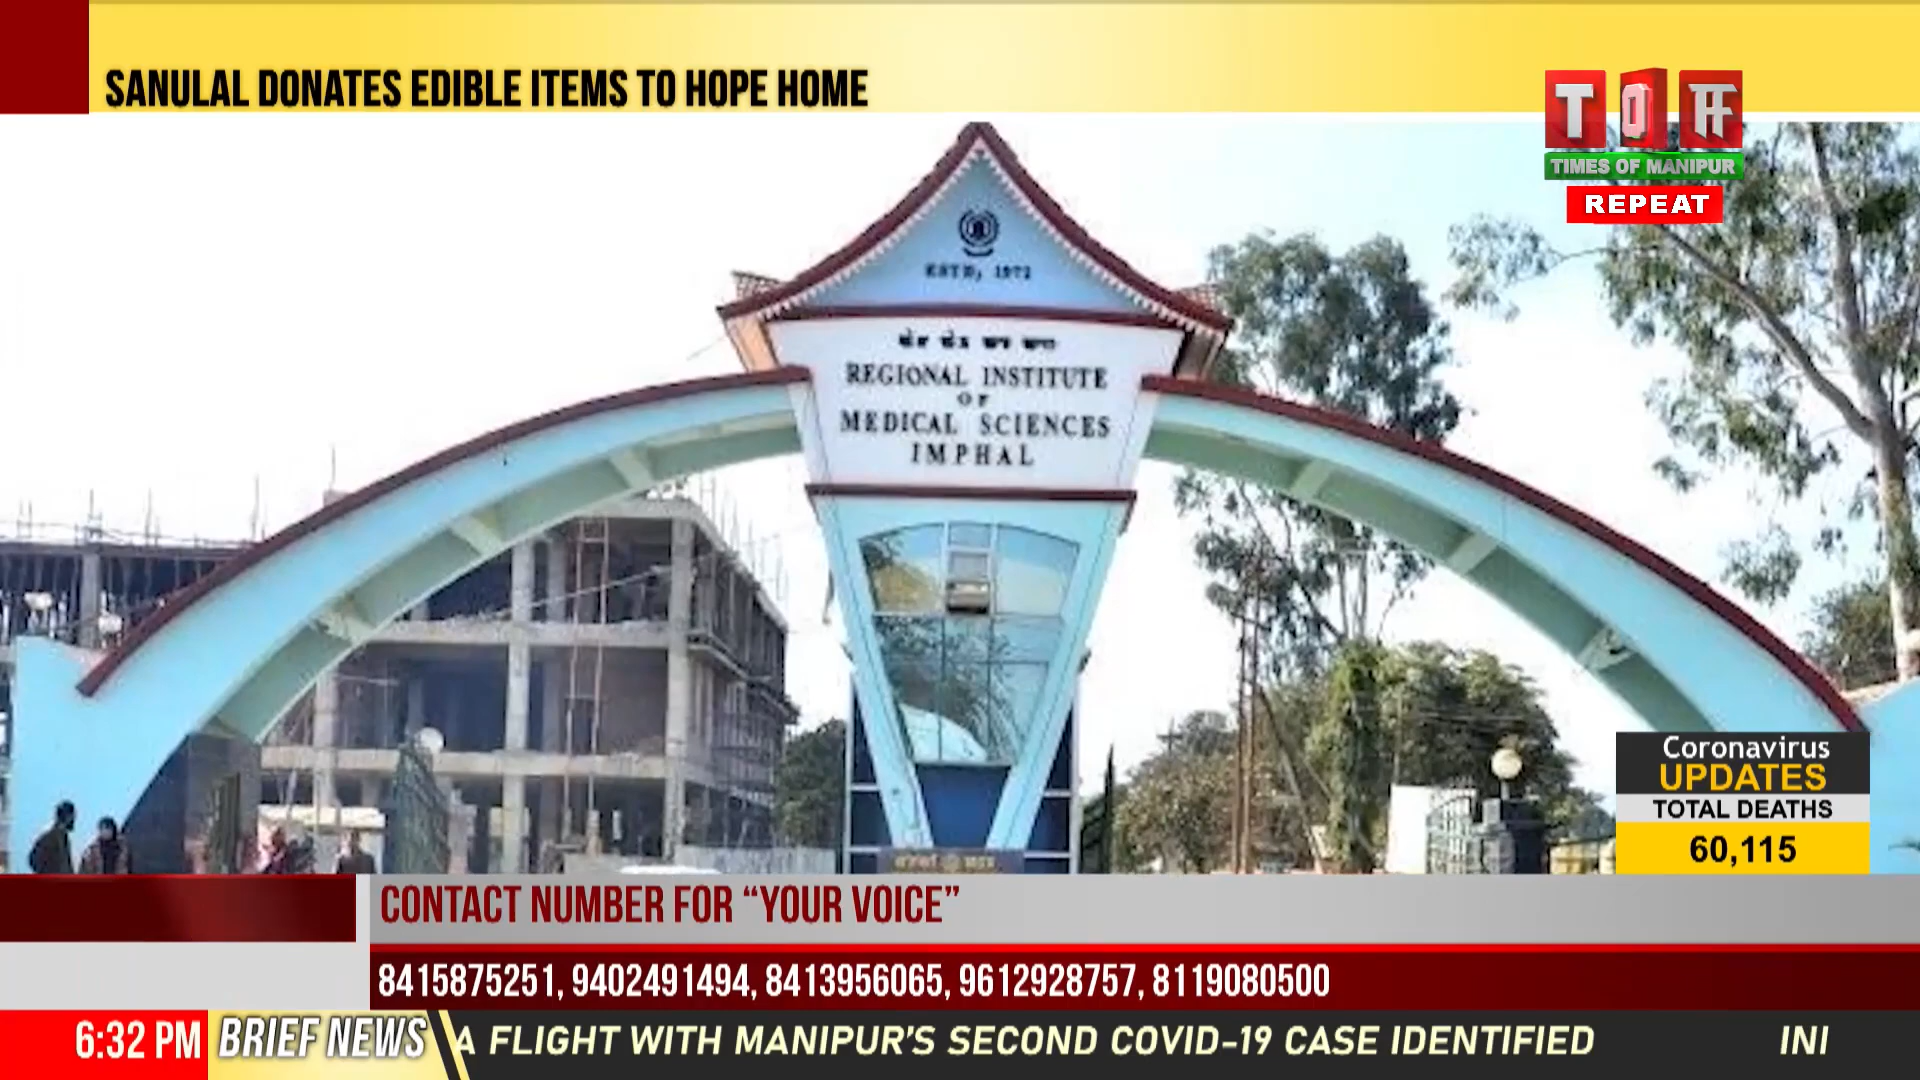 SANULAL DONATES EDIBLE ITEMS TO HOPE HOME
TOM
TIMES OF MANIPUR
REPEAT
ESTD, 1972
REGIONAL INSTITUTE
OF
MEDICAL SCIENCES
IMPHAL
Coronavirus
UPDATES
TOTAL DEATHS
60,115
CONTACT NUMBER FOR “YOUR VOICE”
8415875251, 9402491494, 8413956065, 9612928757, 8119080500
6:32 PM
BRIEF NEWS
A FLIGHT WITH MANIPUR’S SECOND COVID-19 CASE IDENTIFIED
INI